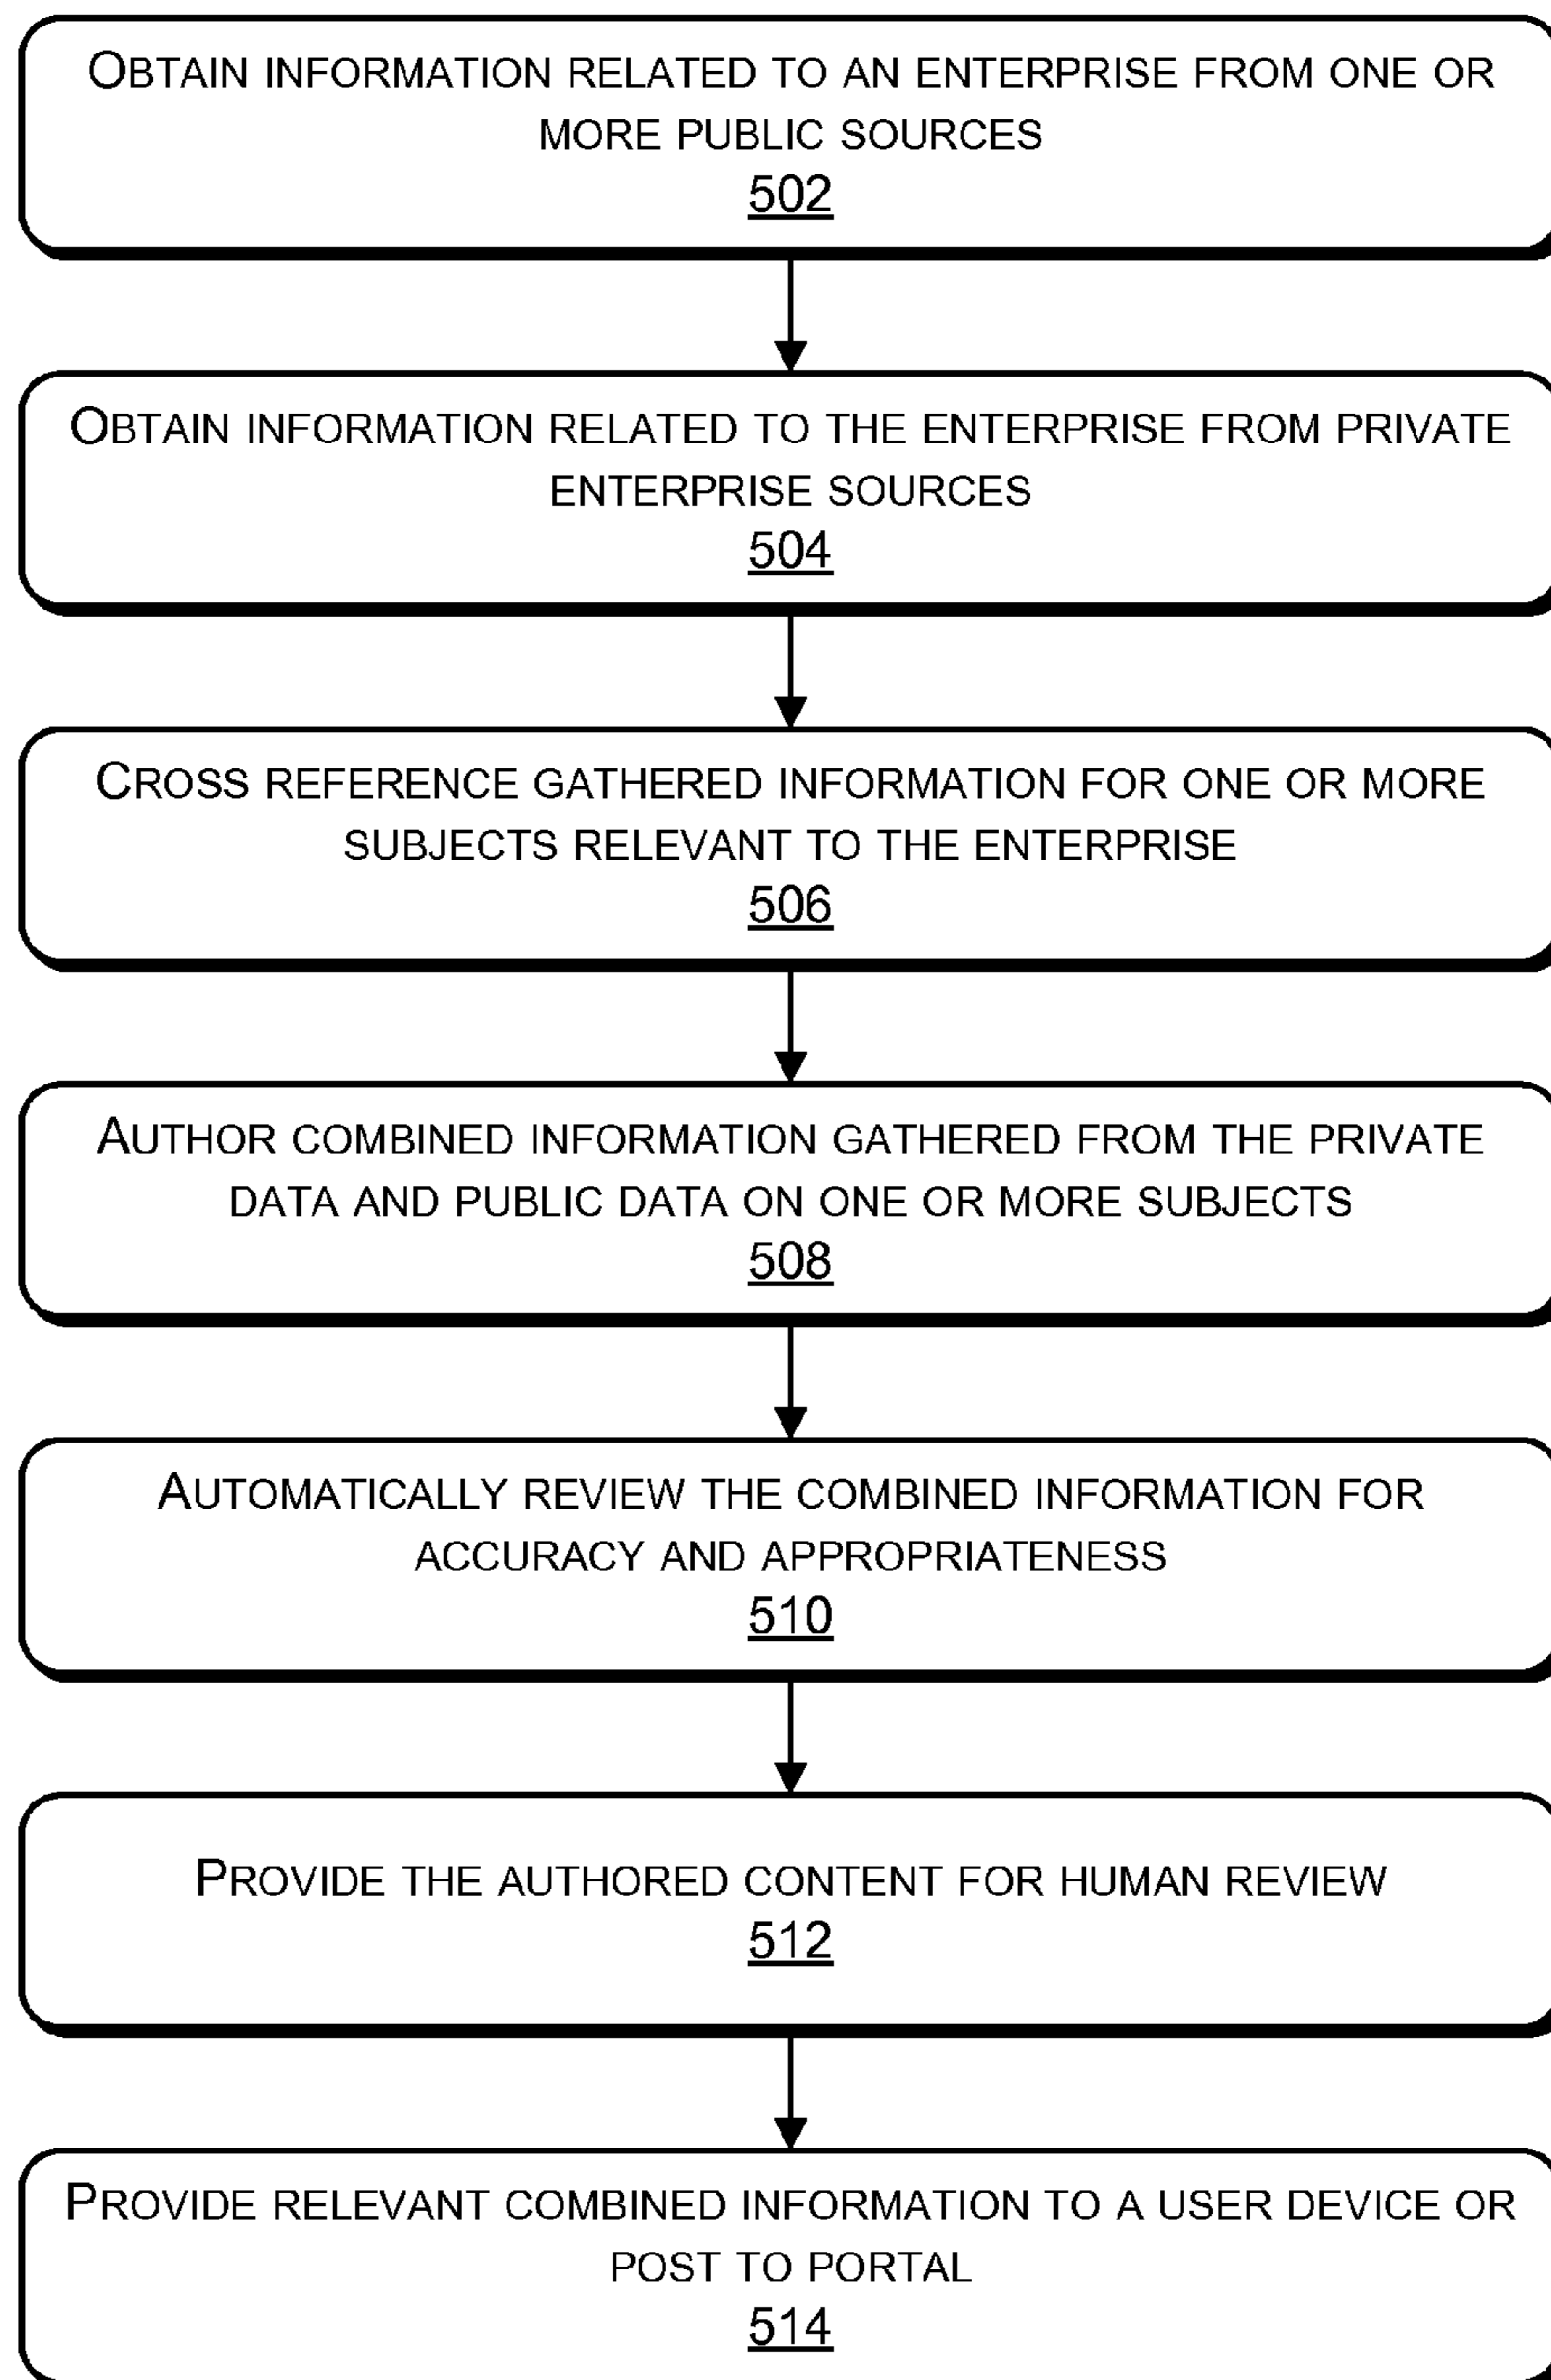 OBTAIN INFORMATION RELATED TO AN ENTERPRISE FROM ONE OR
MORE PUBLIC SOURCES
502
OBTAIN INFORMATION RELATED TO THE ENTERPRISE FROM PRIVATE
ENTERPRISE SOURCES
504
CROSS REFERENCE GATHERED INFORMATION FOR ONE OR MORE
SUBJECTS RELEVANT TO THE ENTERPRISE
506
AUTHOR COMBINED INFORMATION GATHERED FROM THE PRIVATE
DATA AND PUBLIC DATA ON ONE OR MORE SUBJECTS
508
AUTOMATICALLY REVIEW THE COMBINED INFORMATION FOR
ACCURACY AND APPROPRIATENESS
510
PROVIDE THE AUTHORED CONTENT FOR HUMAN REVIEW
512
PROVIDE RELEVANT COMBINED INFORMATION TO A USER DEVICE OR
POST TO PORTAL
514